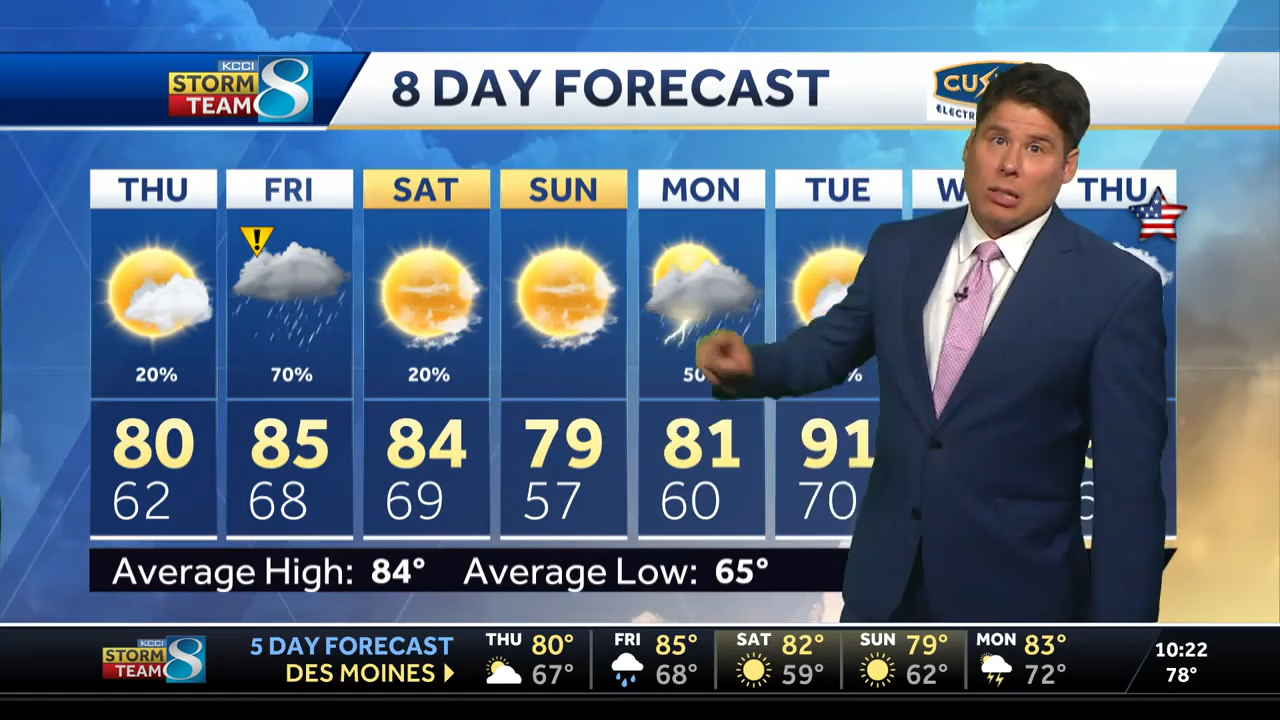 KCCI
STORM
TEAM 8
8 DAY FORECAST
THU FRI SAT SUN MON TUE THU
!
20% 70% 20%
80 85 84 79 81 91
62 68 69 57 60 70
Average High: 84° Average Low: 65°
KCCI
STORM
TEAM 8
5 DAY FORECAST
DES MOINES
THU 80° FRI 85° SAT 82° SUN 79° MON 83°
67° 68° 59° 62° 72°
10:22
78°